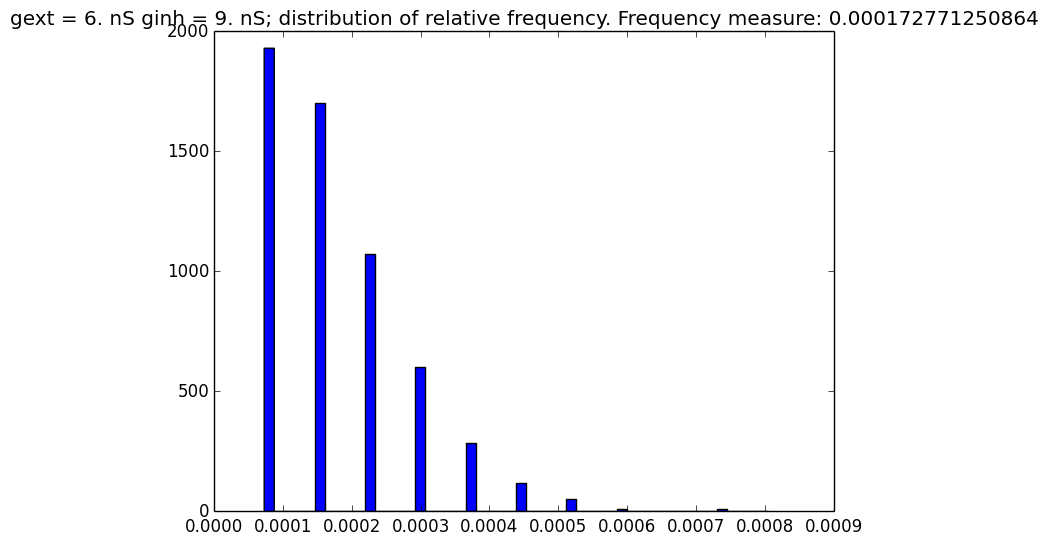 gext = 6. nS ginh = 9. nS; distribution of relative frequency. Frequency measure: 0.000172771250864
2000
1500
1000
500
0
0.0000 0.0001 0.0002 0.0003 0.0004 0.0005 0.0006 0.0007 0.0008 0.0009